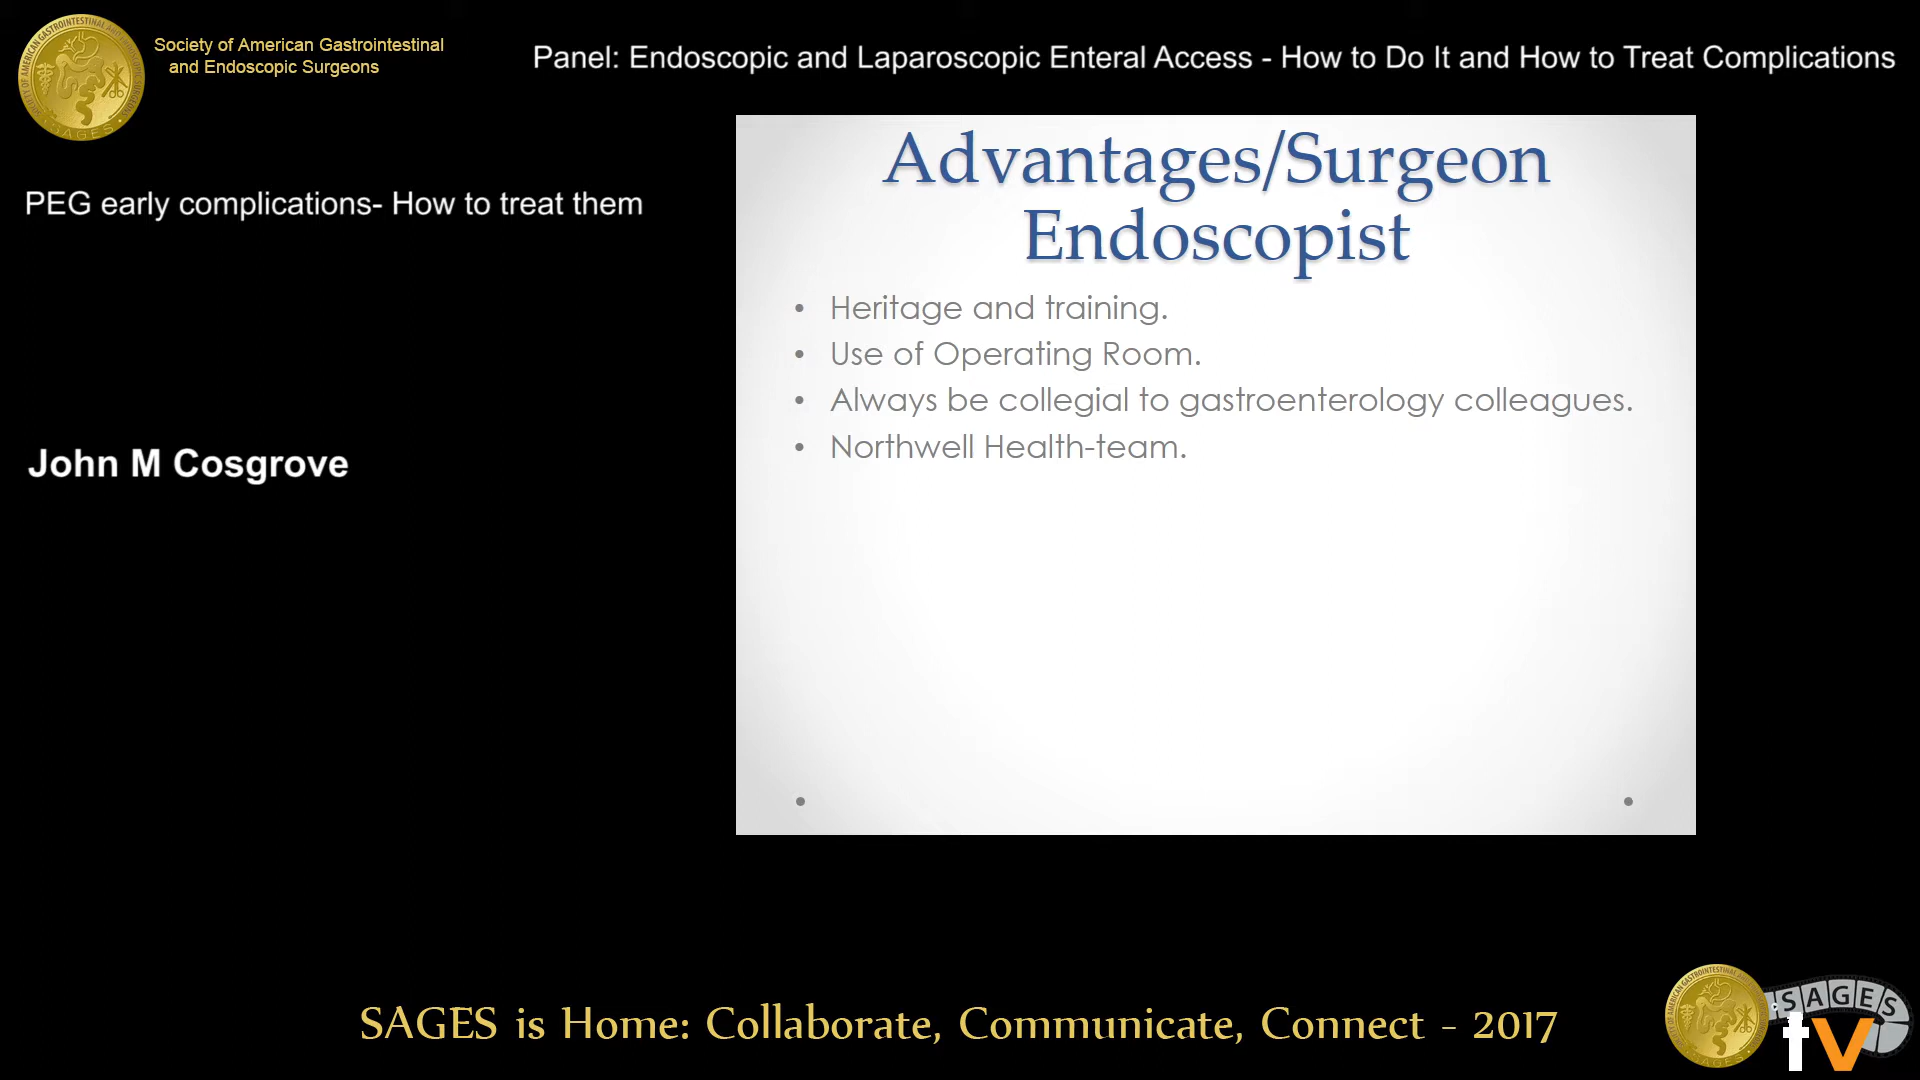 Society of American Gastrointestinal
and Endoscopic Surgeons
Panel: Endoscopic and Laparoscopic Enteral Access - How to Do It and How to Treat Complications
PEG early complications- How to treat them
John M Cosgrove
Advantages/Surgeon
Endoscopist
• Heritage and training.
• Use of Operating Room.
• Always be collegial to gastroenterology colleagues.
• Northwell Health-team.
SAGES is Home: Collaborate, Communicate, Connect - 2017
SAGES
tv